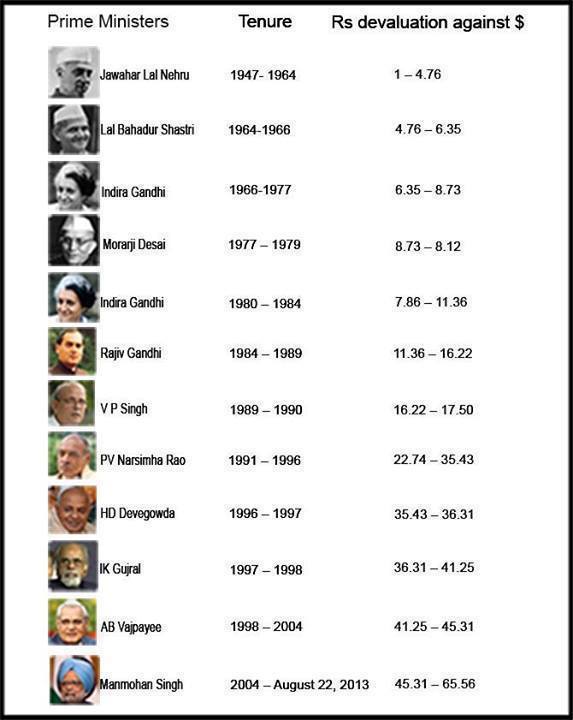 Prime Ministers Tenure Rs devaluation against $
Jawahar Lal Nehru 1947- 1964 1 – 4.76
Lal Bahadur Shastri 1964-1966 4.76 – 6.35
Indira Gandhi 1966-1977 6.35 – 8.73
Morarji Desai 1977 – 1979 8.73 – 8.12
Indira Gandhi 1980 – 1984 7.86 – 11.36
Rajiv Gandhi 1984 – 1989 11.36 – 16.22
V P Singh 1989 – 1990 16.22 – 17.50
PV Narsimha Rao 1991 – 1996 22.74 – 35.43
HD Devegowda 1996 – 1997 35.43 – 36.31
IK Gujral 1997 – 1998 36.31 – 41.25
AB Vajpayee 1998 – 2004 41.25 – 45.31
Manmohan Singh 2004 – August 22, 2013 45.31 – 65.56